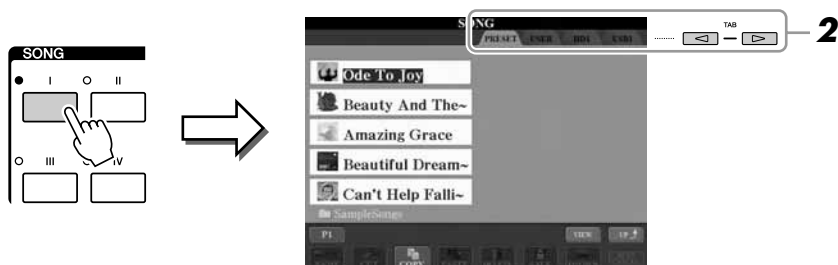 SONG
I
II
III
IV
SONG
PRESET USER HD1 USB1
TAB
2
Ode To Joy
Beauty And The~
Amazing Grace
Beautiful Dream~
Can't Help Falli~
SampleSongs
P1
VIEW
UP
COPY